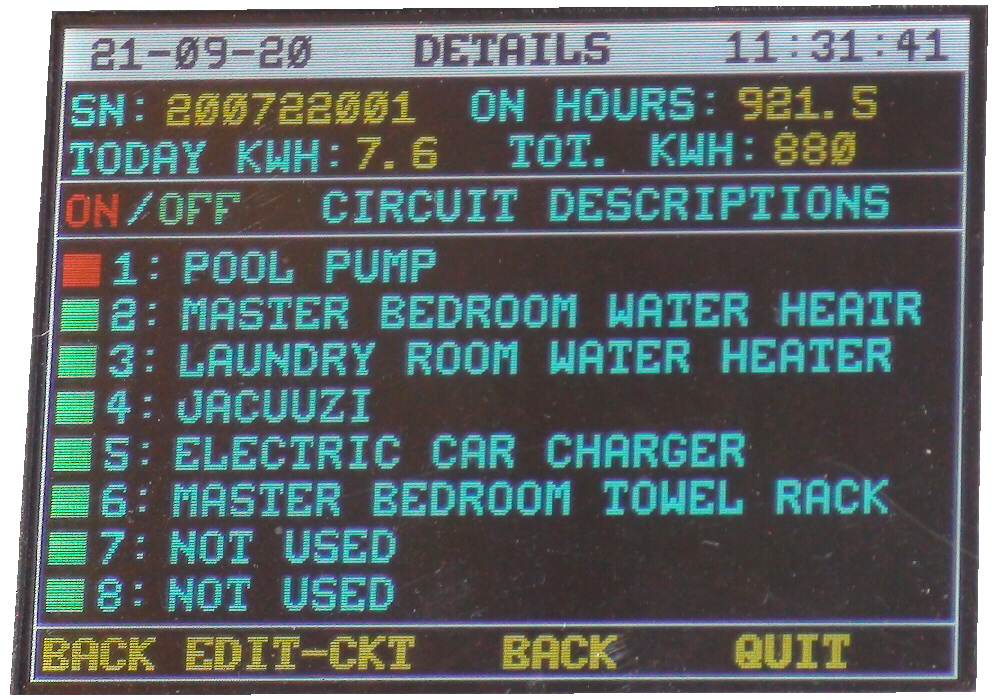 21-09-20 DETAILS 11:31:41
SN: 200722001 ON HOURS: 921.5
TODAY KWH: 7.6 TOT. KWH: 880
ON/OFF CIRCUIT DESCRIPTIONS
1: POOL PUMP
2: MASTER BEDROOM WATER HEATR
3: LAUNDRY ROOM WATER HEATER
4: JACUUZI
5: ELECTRIC CAR CHARGER
6: MASTER BEDROOM TOWEL RACK
7: NOT USED
8: NOT USED
BACK EDIT-CKT BACK QUIT